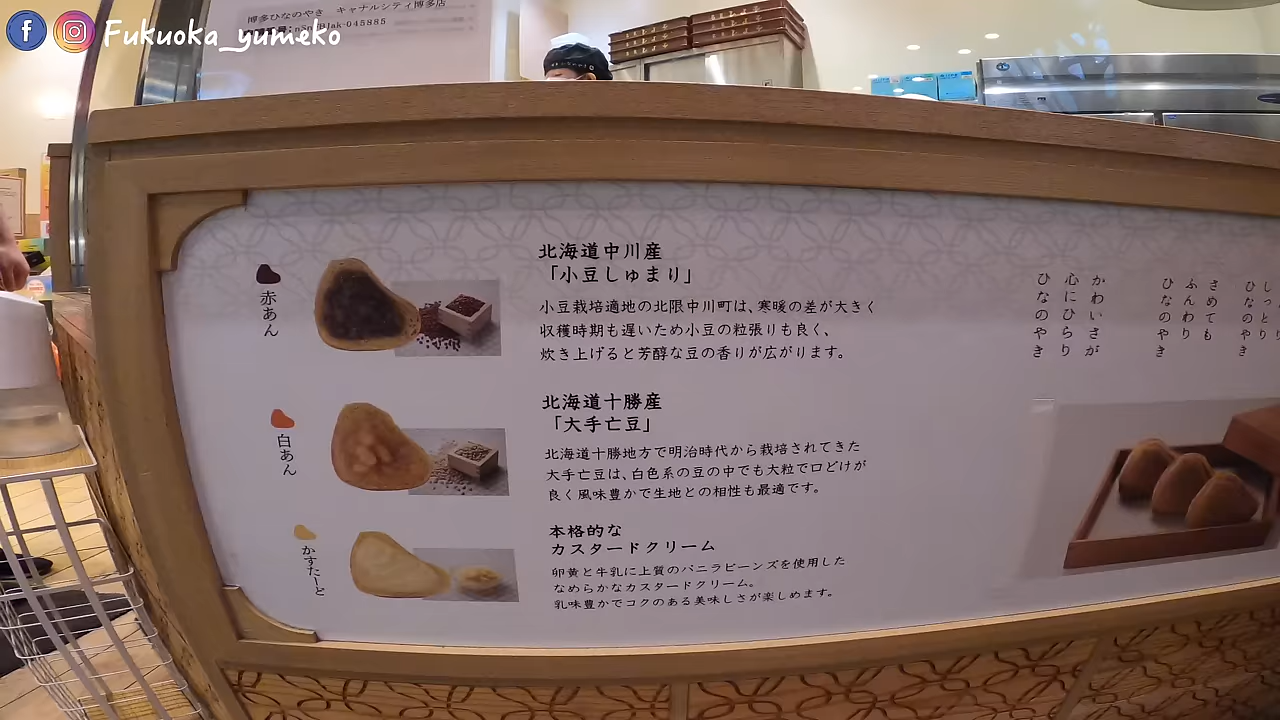 Fukuoka_yumeko
博多ひなのやき キャナルシティ博多店
赤あん
北海道中川産
「小豆しゅまり」
小豆栽培適地の北限中川町は、寒暖の差が大きく
収穫時期も遅いため小豆の粒張りも良く、
炊き上げると芳醇な豆の香りが広がります。
白あん
北海道十勝産
「大手亡豆」
北海道十勝地方で明治時代から栽培されてきた
大手亡豆は、白色系の豆の中でも大粒で口どけが
良く風味豊かで生地との相性も最適です。
かすたーど
本格的な
カスタードクリーム
卵黄と牛乳に上質のバニラビーンズを使用した
なめらかなカスタードクリーム。
乳味豊かでコクのある美味しさが楽しめます。
しっとり
ひなのやき
さめても
ふんわり
ひなのやき
かわいさが
心にひらり
ひなのやき